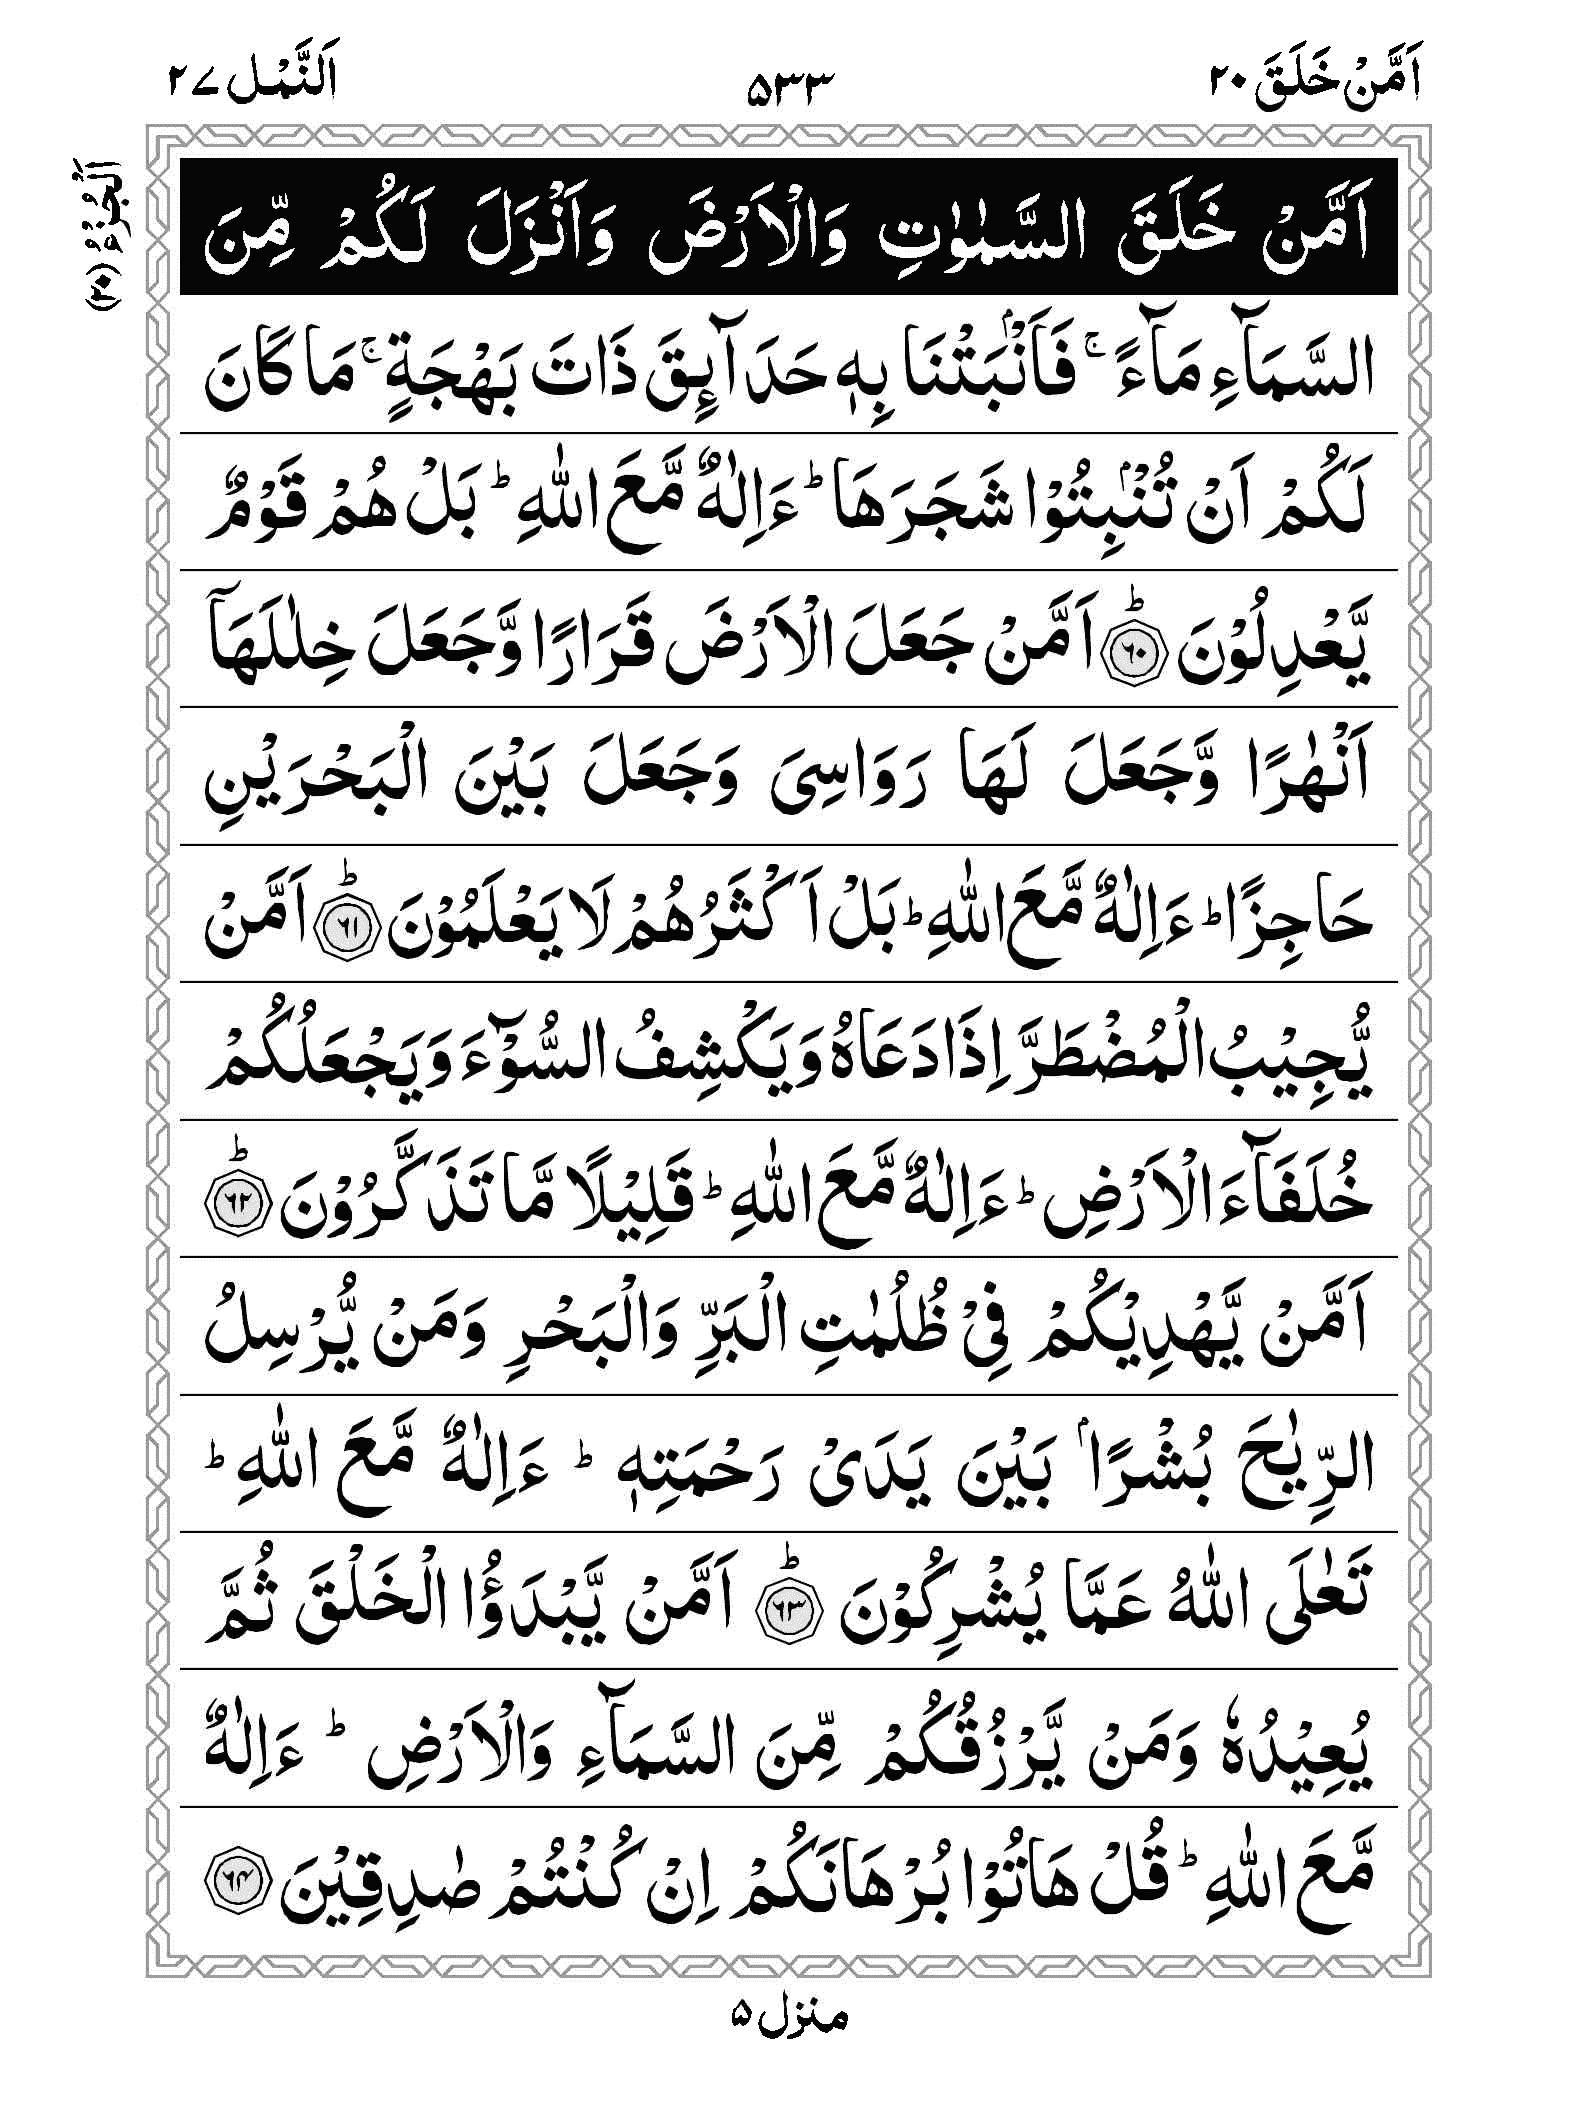 اَمَّنْ خَلَقَ ٢٠
٥٣٣
اَلنَّمْل ٢٧
اَلْجُزْءُ (٢٠)
اَمَّنْ خَلَقَ السَّمٰوٰتِ وَالْاَرْضَ وَاَنْزَلَ لَكُمْ مِّنَ
السَّمَآءِ مَآءً ۚ فَاَنْۢبَتْنَا بِهٖ حَدَآئِقَ ذَاتَ بَهْجَةٍ ۚ مَا كَانَ
لَكُمْ اَنْ تُنْۢبِتُوْا شَجَرَهَا ؕ ءَاِلٰهٌ مَّعَ اللّٰهِ ؕ بَلْ هُمْ قَوْمٌ
يَّعْدِلُوْنَ ؕ ﴿٦٠﴾ اَمَّنْ جَعَلَ الْاَرْضَ قَرَارًا وَّجَعَلَ خِلٰلَهَاۤ
اَنْهٰرًا وَّجَعَلَ لَهَا رَوَاسِيَ وَجَعَلَ بَيْنَ الْبَحْرَيْنِ
حَاجِزًا ؕ ءَاِلٰهٌ مَّعَ اللّٰهِ ؕ بَلْ اَكْثَرُهُمْ لَا يَعْلَمُوْنَ ؕ ﴿٦١﴾ اَمَّنْ
يُّجِيْبُ الْمُضْطَرَّ اِذَا دَعَاهُ وَيَكْشِفُ السُّوْٓءَ وَيَجْعَلُكُمْ
خُلَفَآءَ الْاَرْضِ ؕ ءَاِلٰهٌ مَّعَ اللّٰهِ ؕ قَلِيْلًا مَّا تَذَكَّرُوْنَ ؕ ﴿٦٢﴾
اَمَّنْ يَّهْدِيْكُمْ فِيْ ظُلُمٰتِ الْبَرِّ وَالْبَحْرِ وَمَنْ يُّرْسِلُ
الرِّيٰحَ بُشْرًاۢ بَيْنَ يَدَيْ رَحْمَتِهٖ ؕ ءَاِلٰهٌ مَّعَ اللّٰهِ ؕ
تَعٰلَى اللّٰهُ عَمَّا يُشْرِكُوْنَ ؕ ﴿٦٣﴾ اَمَّنْ يَّبْدَؤُا الْخَلْقَ ثُمَّ
يُعِيْدُهٗ وَمَنْ يَّرْزُقُكُمْ مِّنَ السَّمَآءِ وَالْاَرْضِ ؕ ءَاِلٰهٌ
مَّعَ اللّٰهِ ؕ قُلْ هَاتُوْا بُرْهَانَكُمْ اِنْ كُنْتُمْ صٰدِقِيْنَ ﴿٦٤﴾
منزل ٥